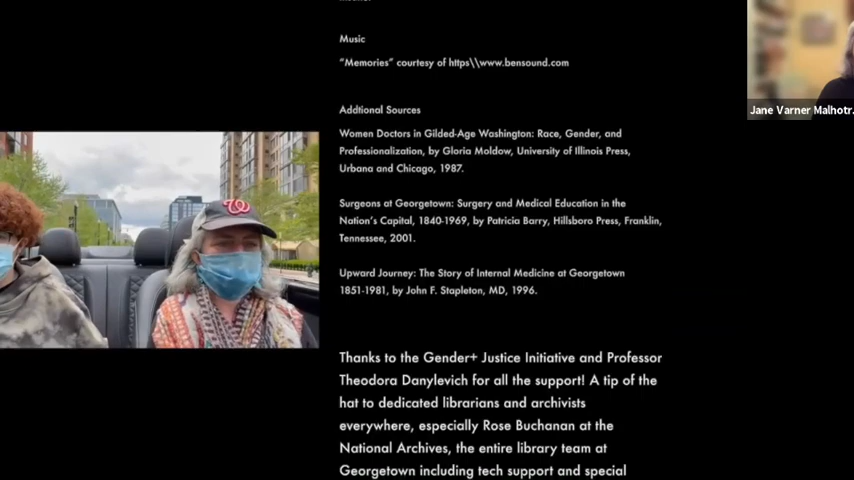 Music
“Memories” courtesy of https\\www.bensound.com
Addtional Sources
Women Doctors in Gilded-Age Washington: Race, Gender, and
Professionalization, by Gloria Moldow, University of Illinois Press,
Urbana and Chicago, 1987.
Surgeons at Georgetown: Surgery and Medical Education in the
Nation’s Capital, 1840-1969, by Patricia Barry, Hillsboro Press, Franklin,
Tennessee, 2001.
Upward Journey: The Story of Internal Medicine at Georgetown
1851-1981, by John F. Stapleton, MD, 1996.
Thanks to the Gender+ Justice Initiative and Professor
Theodora Danylevich for all the support! A tip of the
hat to dedicated librarians and archivists
everywhere, especially Rose Buchanan at the
National Archives, the entire library team at
Georgetown including tech support and special
Jane Varner Malhotr.
W